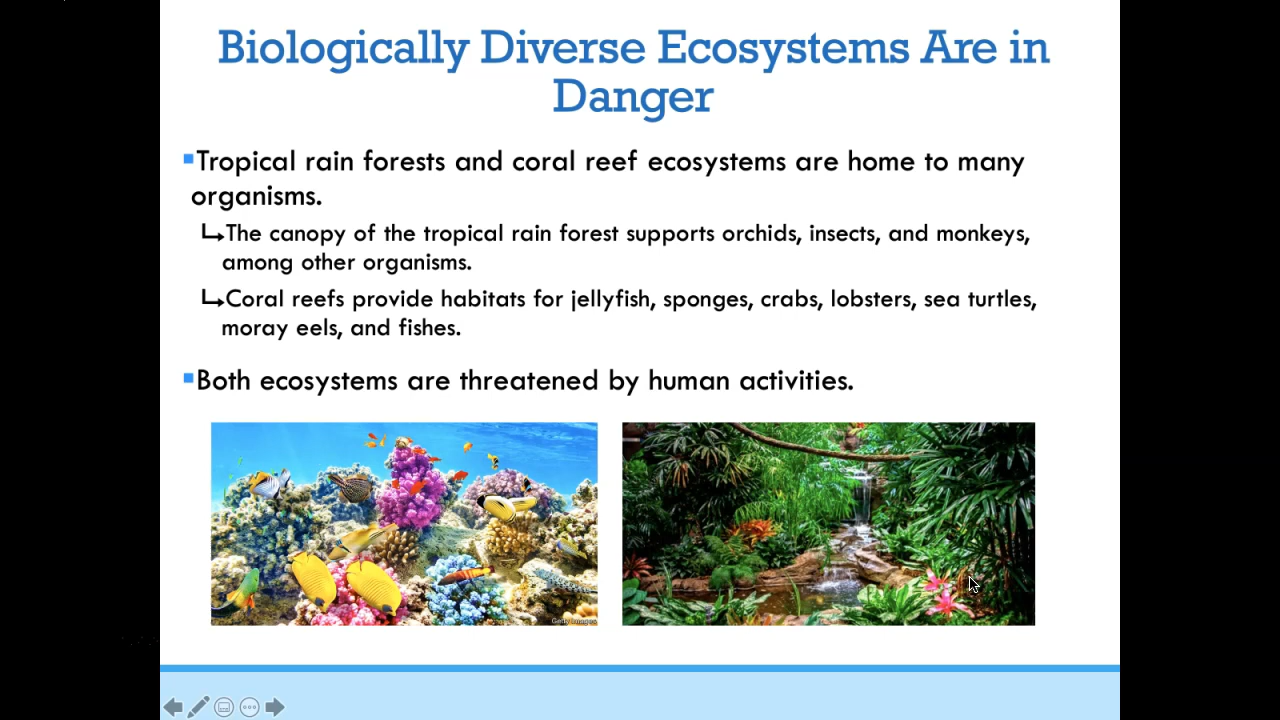 Biologically Diverse Ecosystems Are in
Danger
Tropical rain forests and coral reef ecosystems are home to many
organisms.
The canopy of the tropical rain forest supports orchids, insects, and monkeys,
among other organisms.
Coral reefs provide habitats for jellyfish, sponges, crabs, lobsters, sea turtles,
moray eels, and fishes.
Both ecosystems are threatened by human activities.
Getty Images